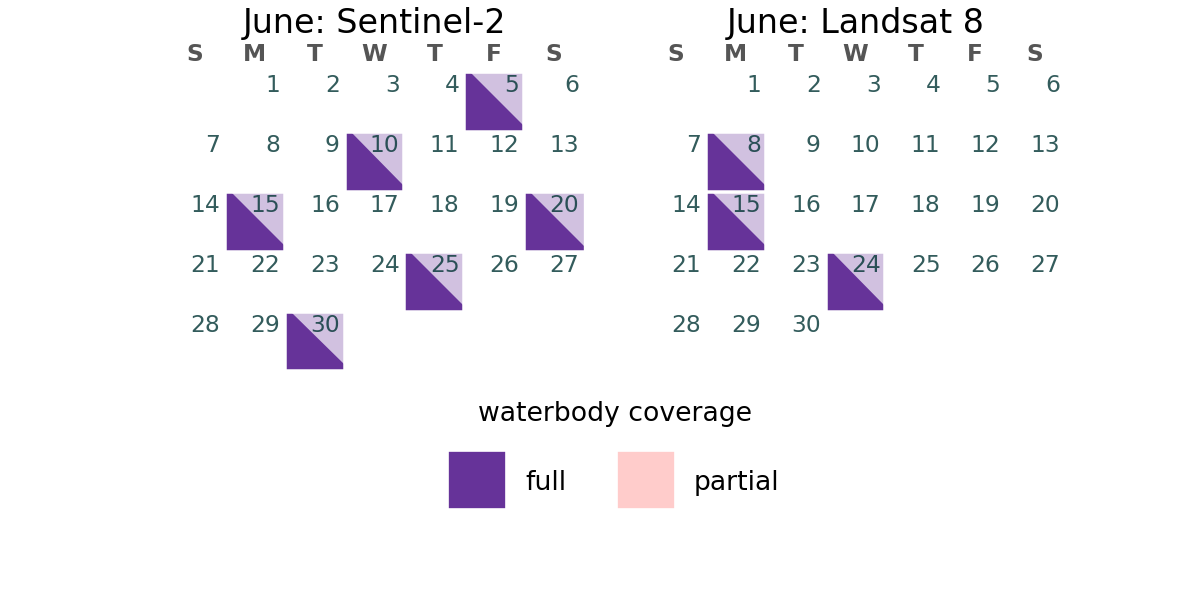 June: Sentinel-2
S M T W T F S
1 2 3 4 5 6
7 8 9 10 11 12 13
14 15 16 17 18 19 20
21 22 23 24 25 26 27
28 29 30
June: Landsat 8
S M T W T F S
1 2 3 4 5 6
7 8 9 10 11 12 13
14 15 16 17 18 19 20
21 22 23 24 25 26 27
28 29 30
waterbody coverage
full
partial